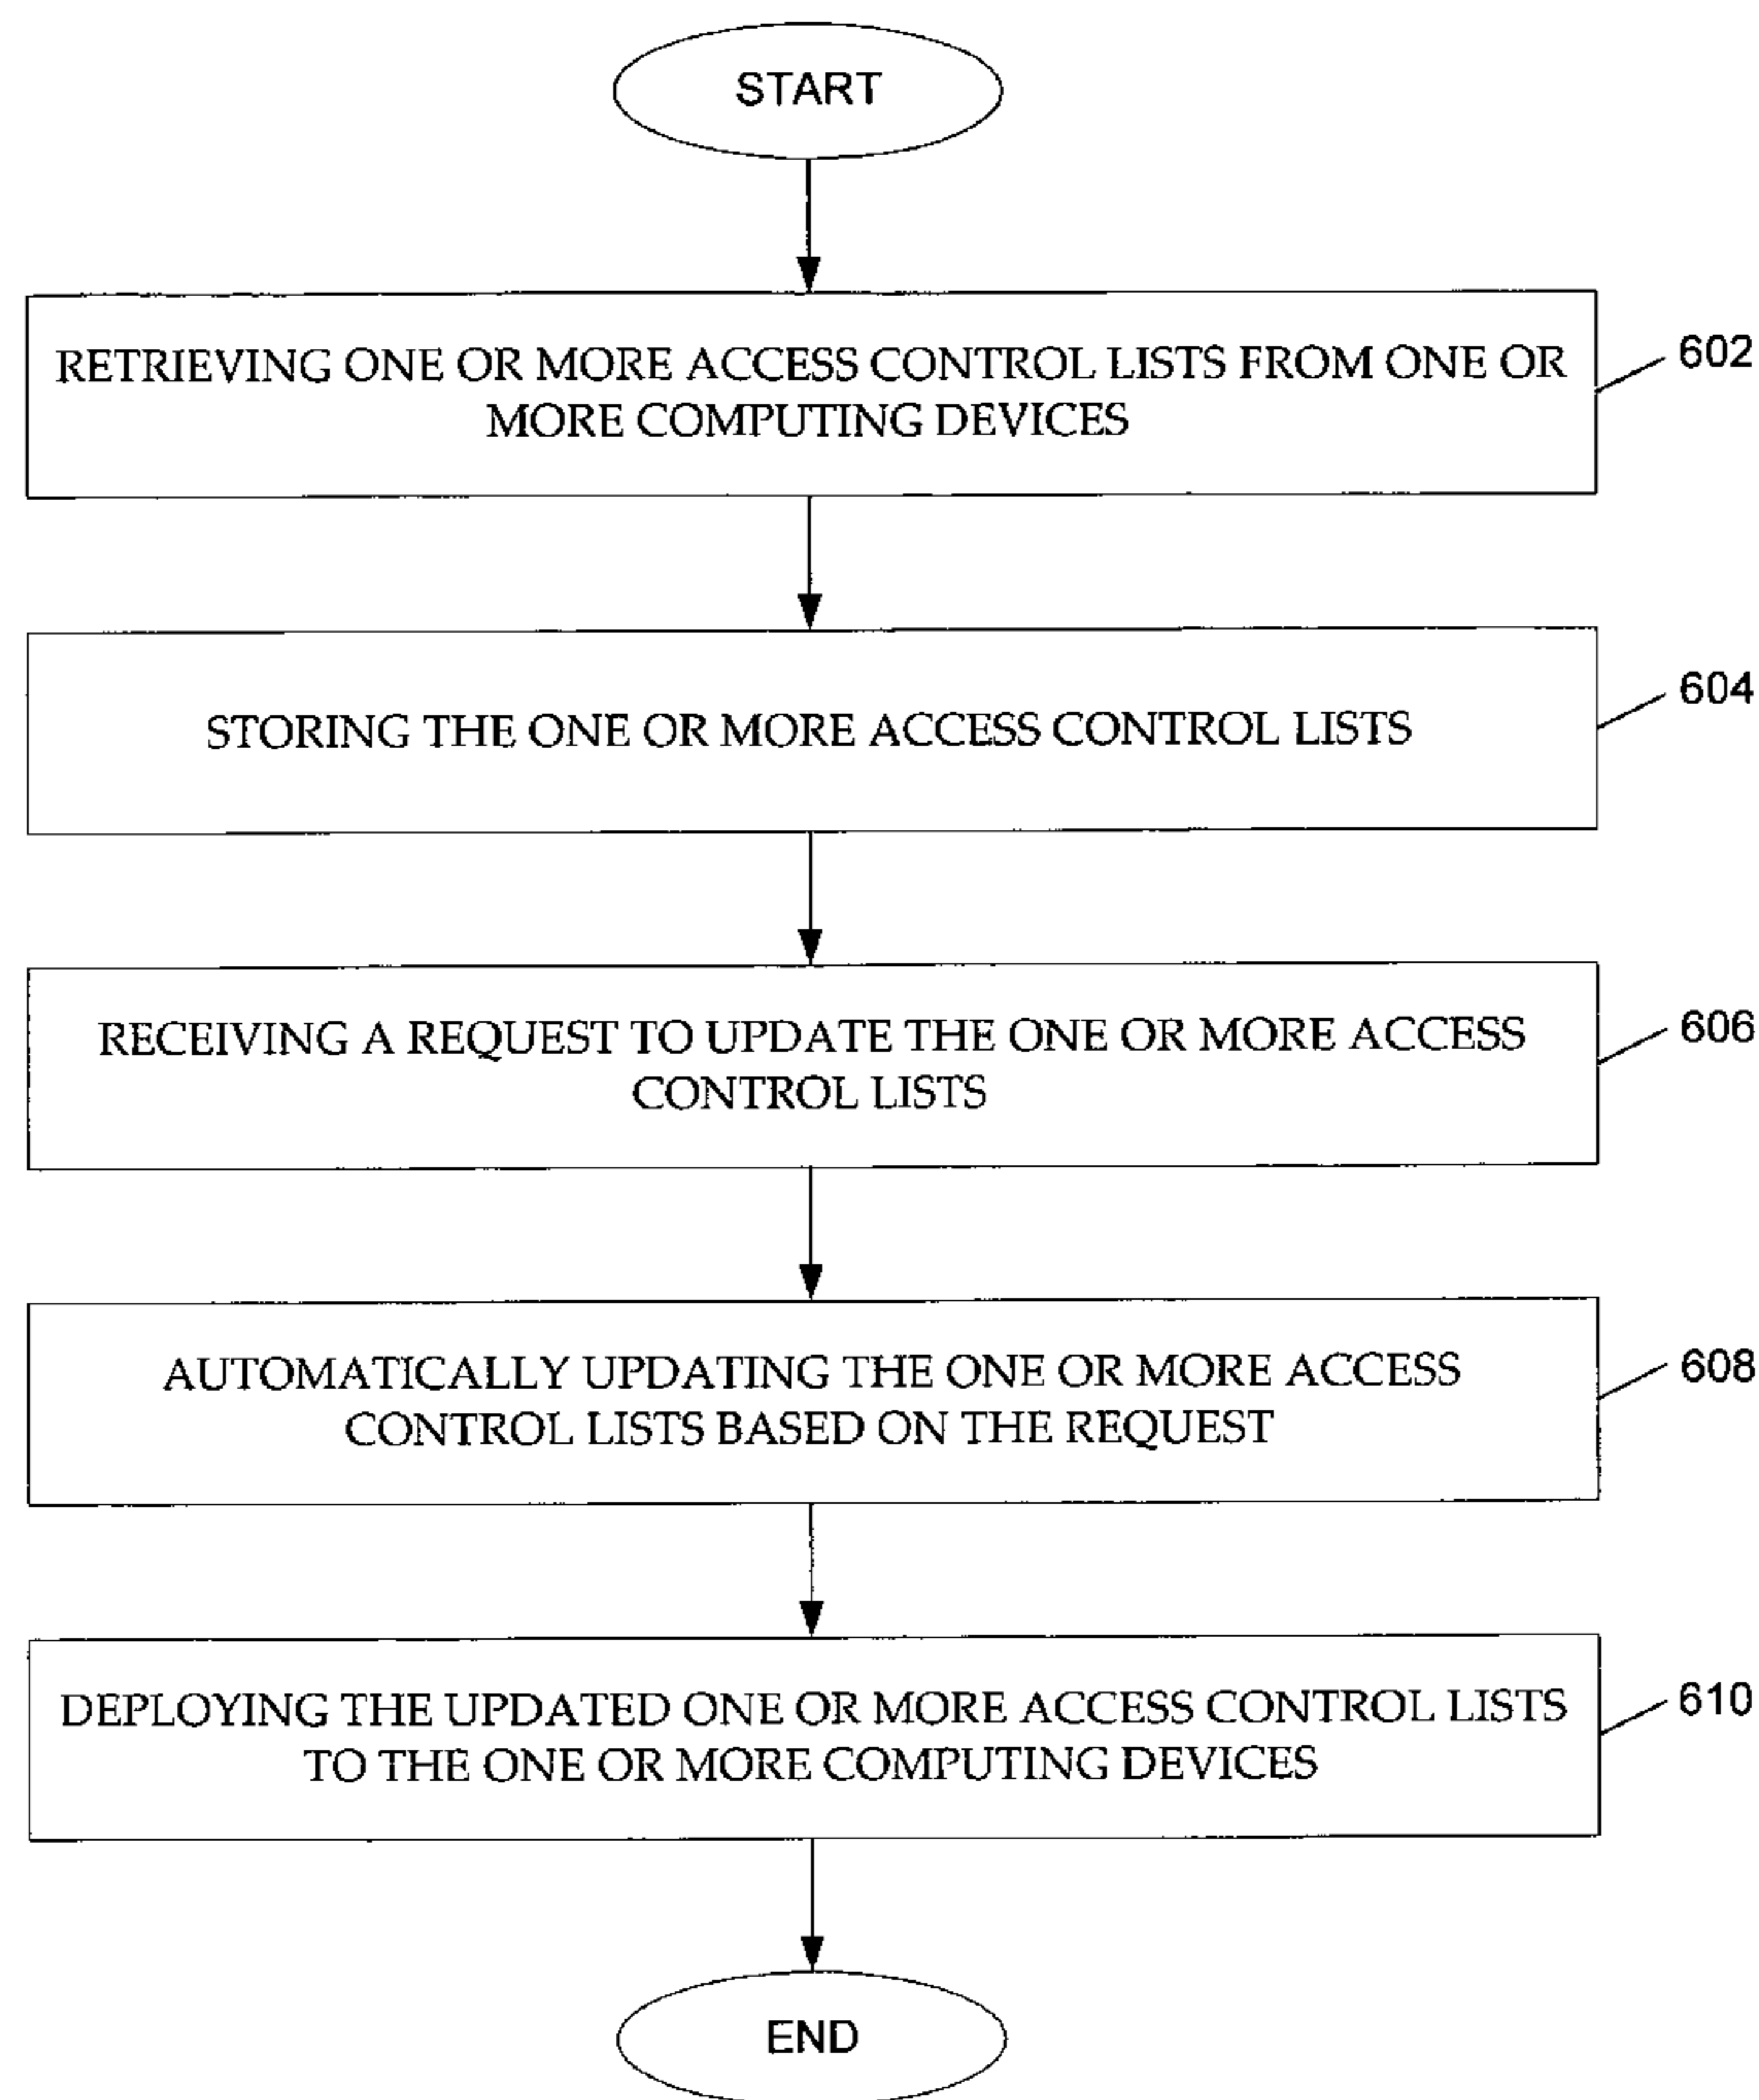 START
RETRIEVING ONE OR MORE ACCESS CONTROL LISTS FROM ONE OR
MORE COMPUTING DEVICES
602
STORING THE ONE OR MORE ACCESS CONTROL LISTS
604
RECEIVING A REQUEST TO UPDATE THE ONE OR MORE ACCESS
CONTROL LISTS
606
AUTOMATICALLY UPDATING THE ONE OR MORE ACCESS
CONTROL LISTS BASED ON THE REQUEST
608
DEPLOYING THE UPDATED ONE OR MORE ACCESS CONTROL LISTS
TO THE ONE OR MORE COMPUTING DEVICES
610
END